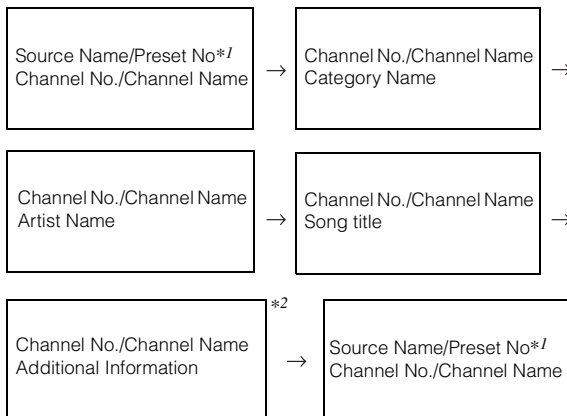 Source Name/Preset No*1
Channel No./Channel Name
→
Channel No./Channel Name
Category Name
→
Channel No./Channel Name
Artist Name
→
Channel No./Channel Name
Song title
→
Channel No./Channel Name
Additional Information
*2
→
Source Name/Preset No*1
Channel No./Channel Name